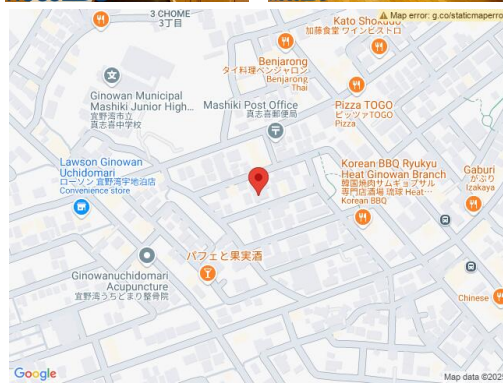 3 CHOME
3丁目
Map error: g.co/staticmaperro
Kato Shokudo
加藤食堂 ワインビストロ
Benjarong
タイ料理ベンジャロン
Benjarong
Thai
Ginowan Municipal
Mashiki Junior High...
宜野湾市立
真志喜中学校
Mashiki Post Office
真志喜郵便局
Pizza TOGO
ピッツァTOGO
Pizza
Lawson Ginowan
Uchidomari
ローソン 宜野湾宇地泊店
Convenience store
Korean BBQ Ryukyu
Heat Ginowan Branch
韓国焼肉サムギョプサル
専門店酒場 琉球 Heat…
Korean BBQ
Gaburi
がぶり
Izakaya
パフェと果実酒
Ginowanuchidomari
Acupuncture
宜野湾うちどまり整骨院
Chinese
Google
Map data ©202